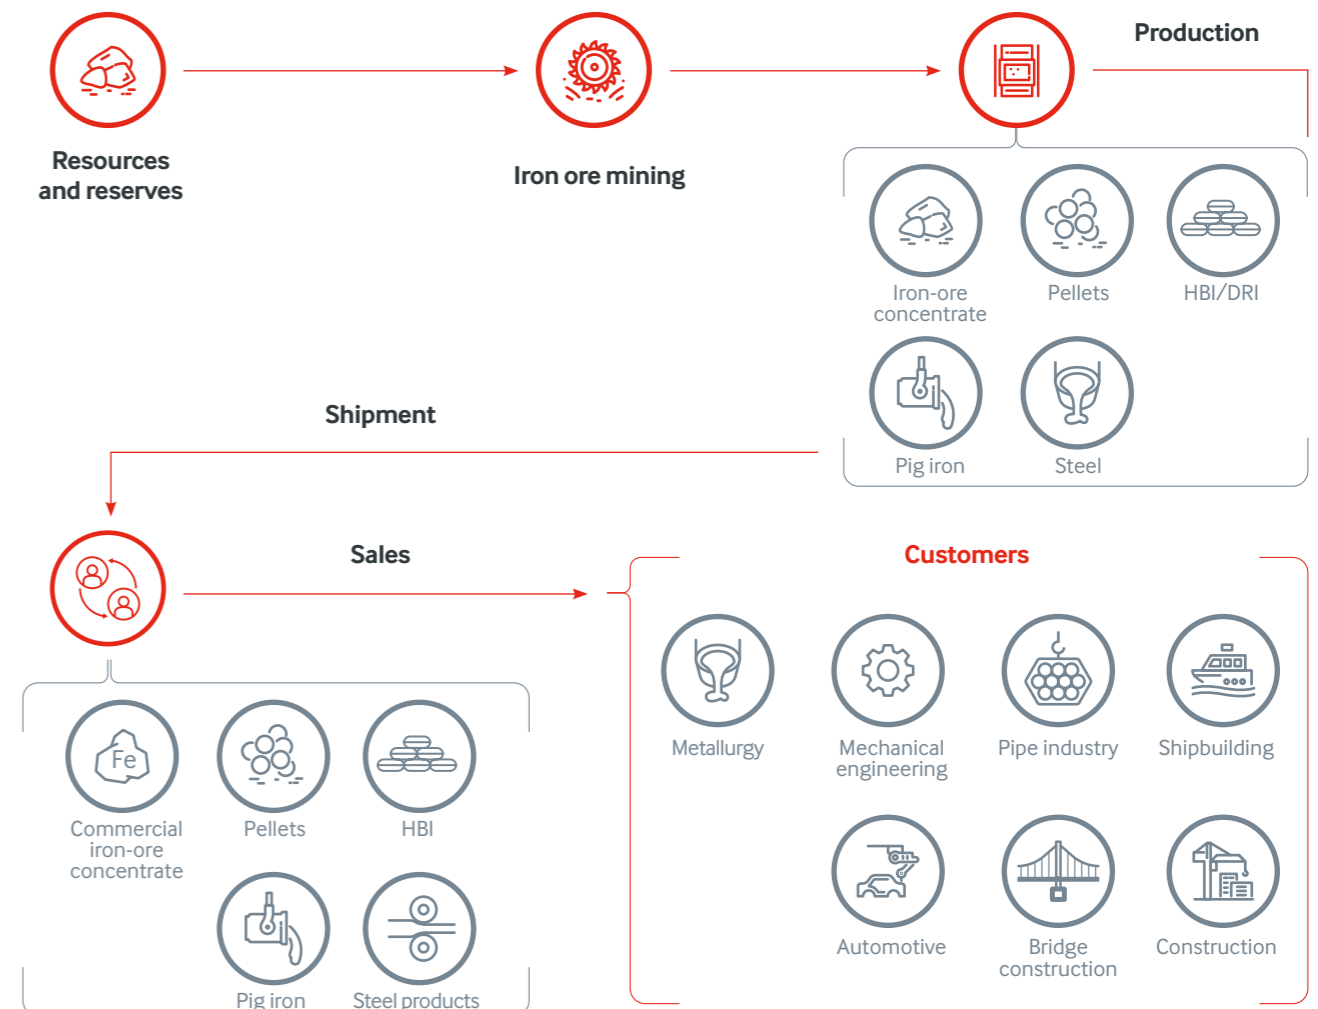 Production
Resources
and reserves
Iron ore mining
Iron-ore
concentrate
Pellets
HBI/DRI
Pig iron
Steel
Shipment
Sales
Customers
Fe
Commercial
iron-ore
concentrate
Pellets
HBI
Pig iron
Steel products
Metallurgy
Mechanical
engineering
Pipe industry
Shipbuilding
Automotive
Bridge
construction
Construction